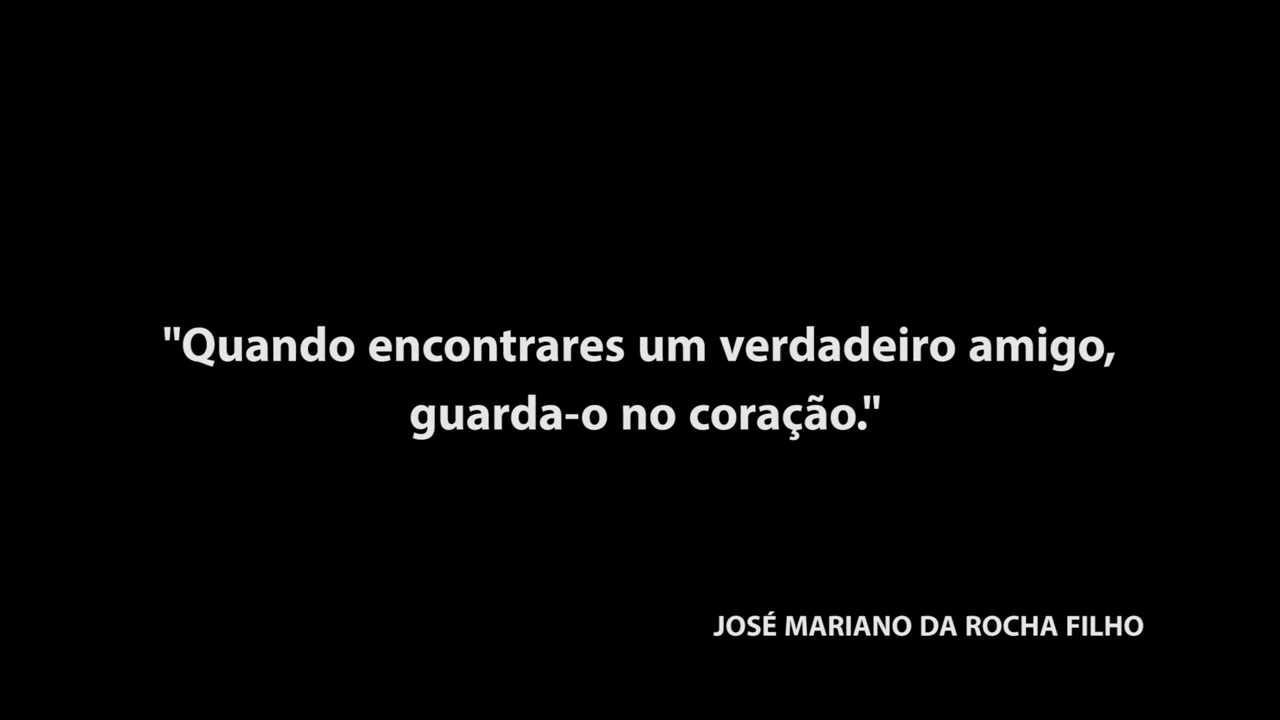 "Quando encontrares um verdadeiro amigo,
guarda-o no coração."
JOSÉ MARIANO DA ROCHA FILHO